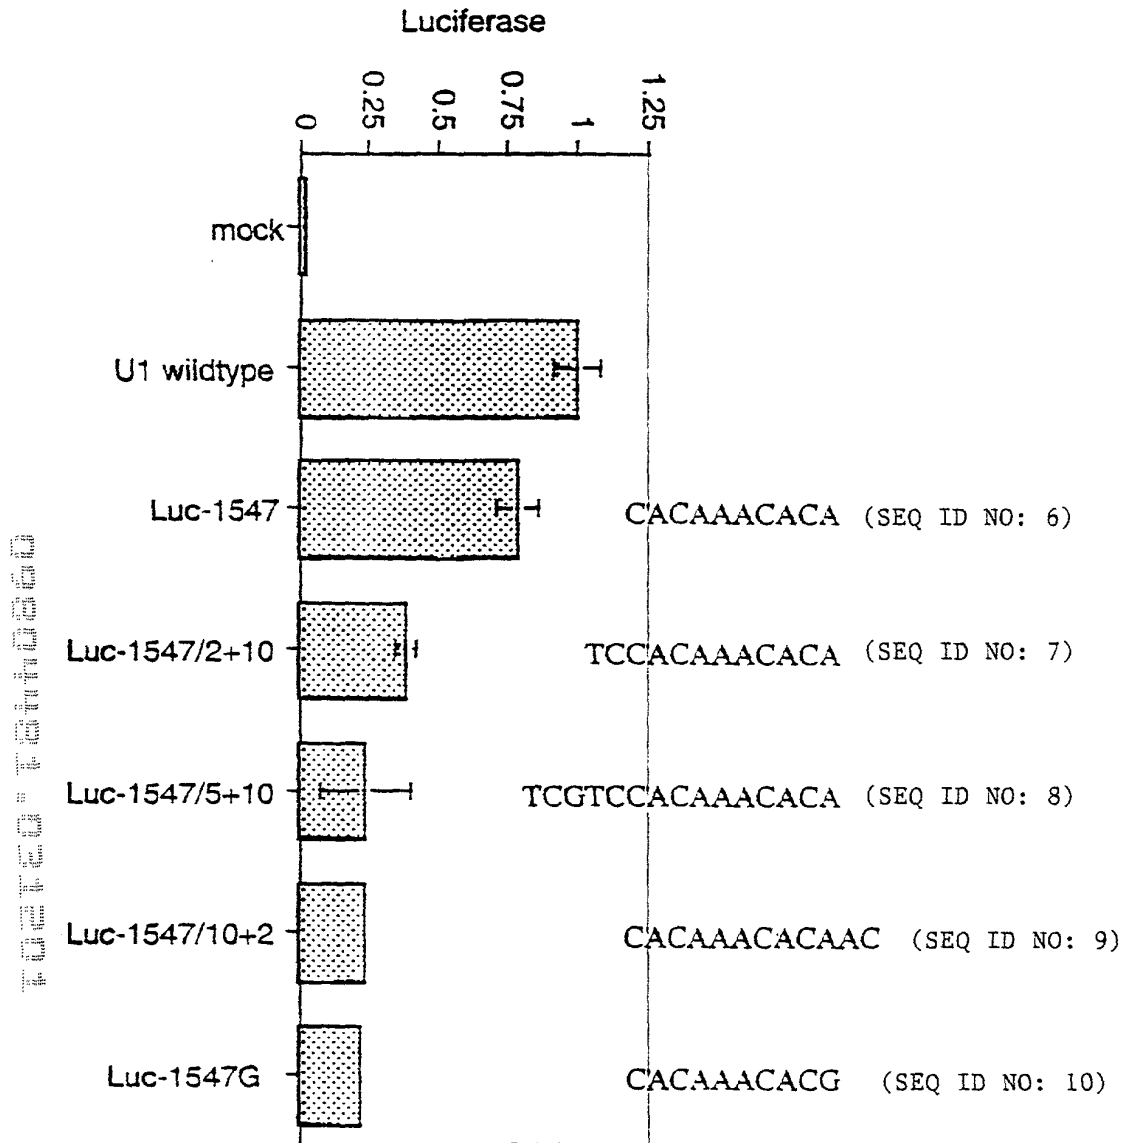 Luciferase
0
0.25
0.5
0.75
1
1.25
mock
U1 wildtype
Luc-1547
CACAAACACA (SEQ ID NO: 6)
Luc-1547/2+10
TCCACAAACACA (SEQ ID NO: 7)
Luc-1547/5+10
TCGTCCACAAACACA (SEQ ID NO: 8)
Luc-1547/10+2
CACAAACACAAC (SEQ ID NO: 9)
Luc-1547G
CACAAACACG (SEQ ID NO: 10)